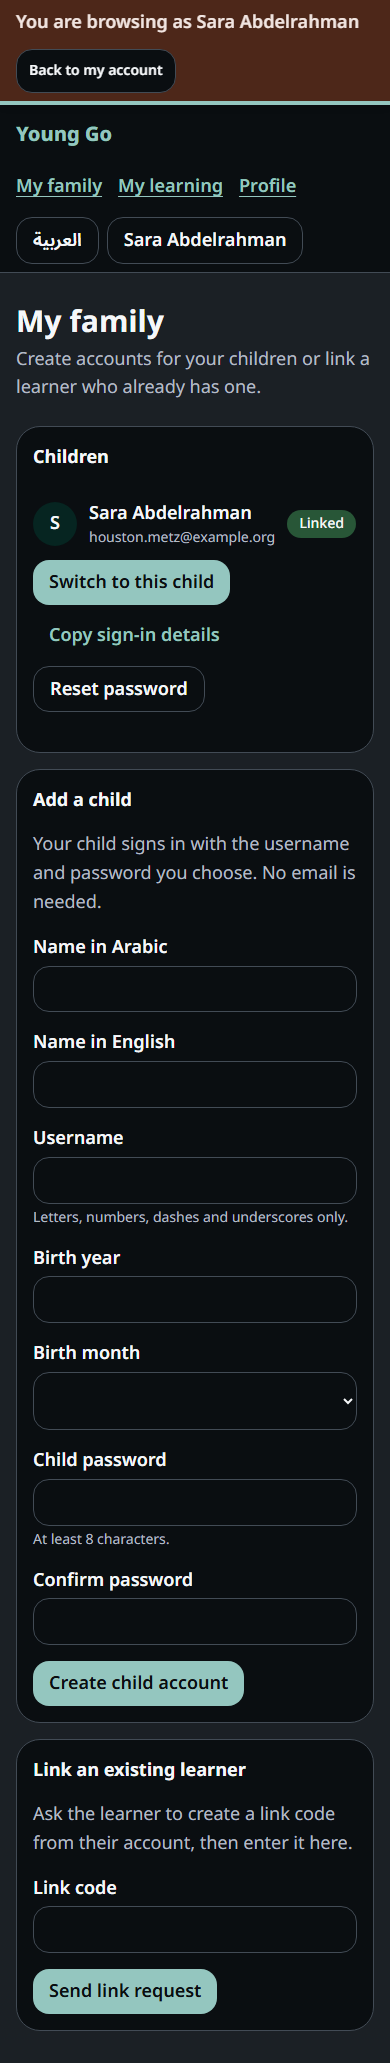 You are browsing as Sara Abdelrahman
Back to my account
Young Go
My family My learning Profile
العربية Sara Abdelrahman
My family
Create accounts for your children or link a
learner who already has one.
Children
S
Sara Abdelrahman
houston.metz@example.org
Linked
Switch to this child
Copy sign-in details
Reset password
Add a child
Your child signs in with the username
and password you choose. No email is
needed.
Name in Arabic
Name in English
Username
Letters, numbers, dashes and underscores only.
Birth year
Birth month
Child password
At least 8 characters.
Confirm password
Create child account
Link an existing learner
Ask the learner to create a link code
from their account, then enter it here.
Link code
Send link request